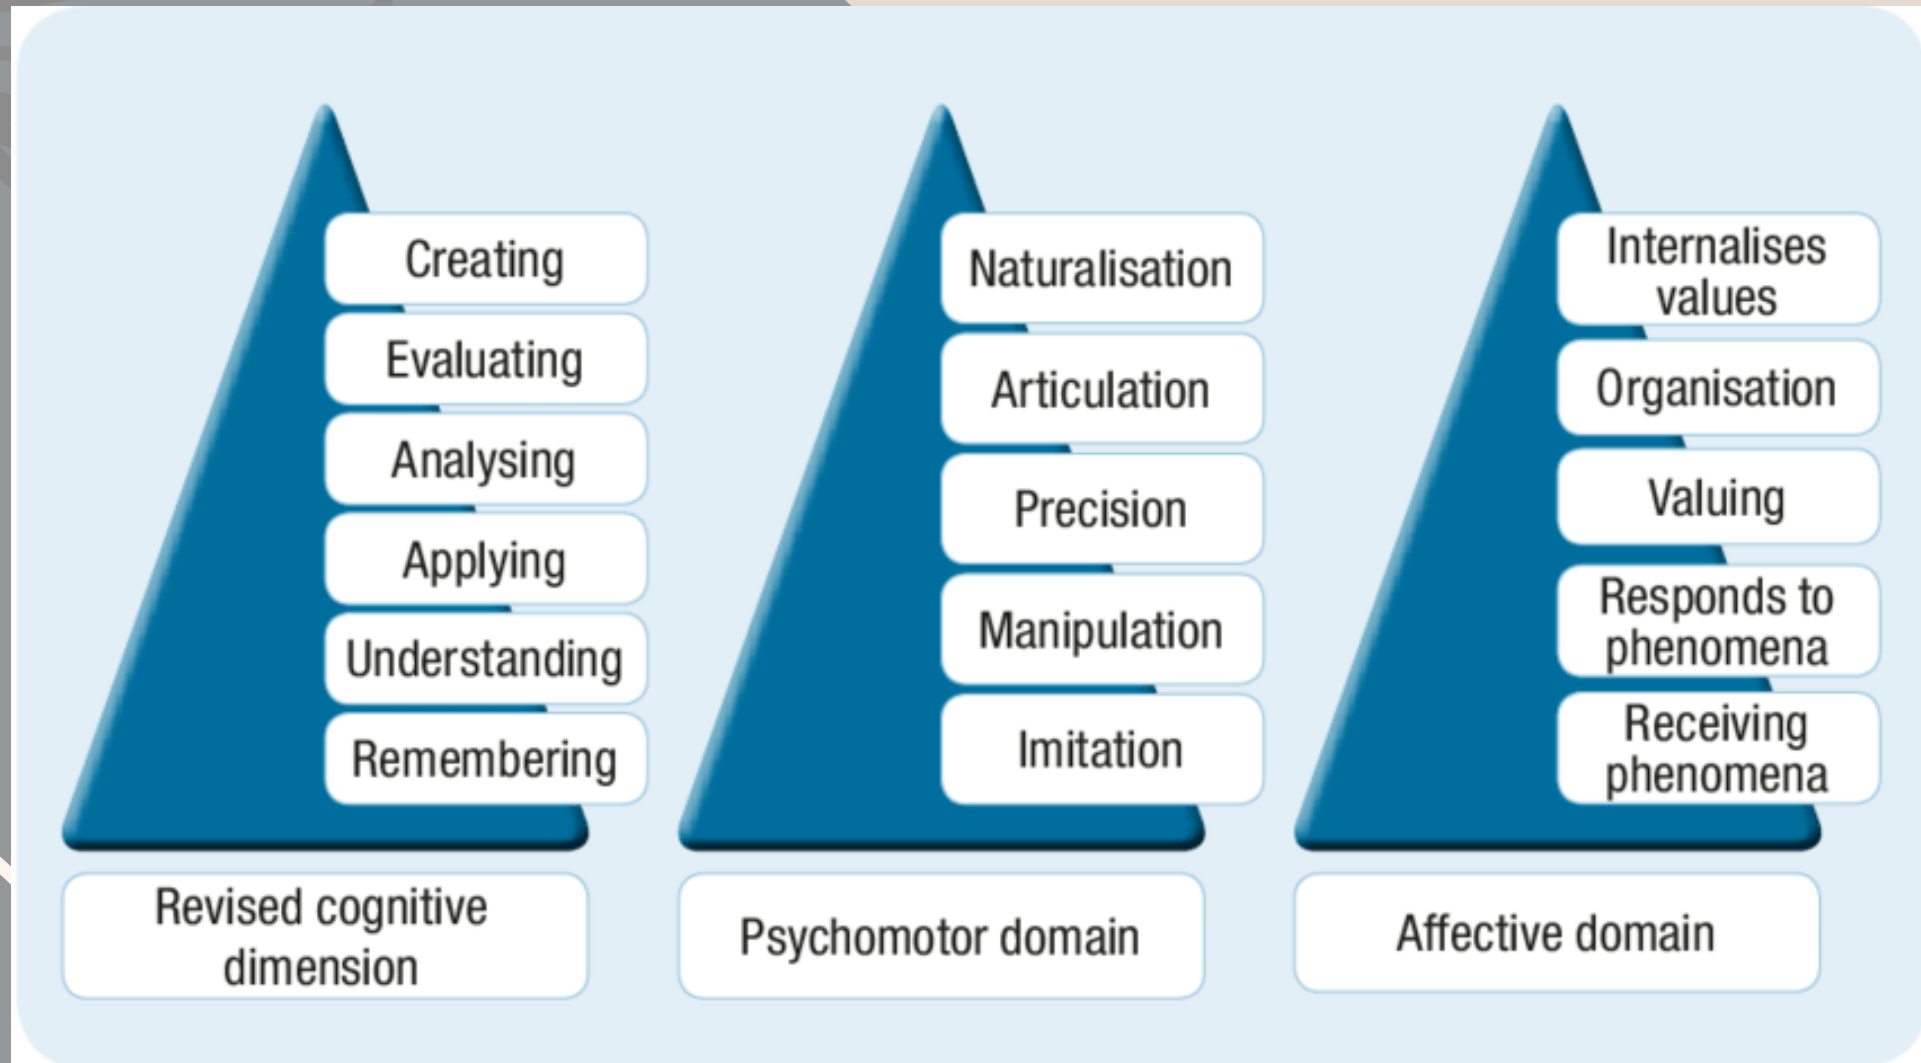 Creating
Evaluating
Analysing
Applying
Understanding
Remembering
Revised cognitive
dimension
Naturalisation
Articulation
Precision
Manipulation
Imitation
Psychomotor domain
Internalises
values
Organisation
Valuing
Responds to
phenomena
Receiving
phenomena
Affective domain